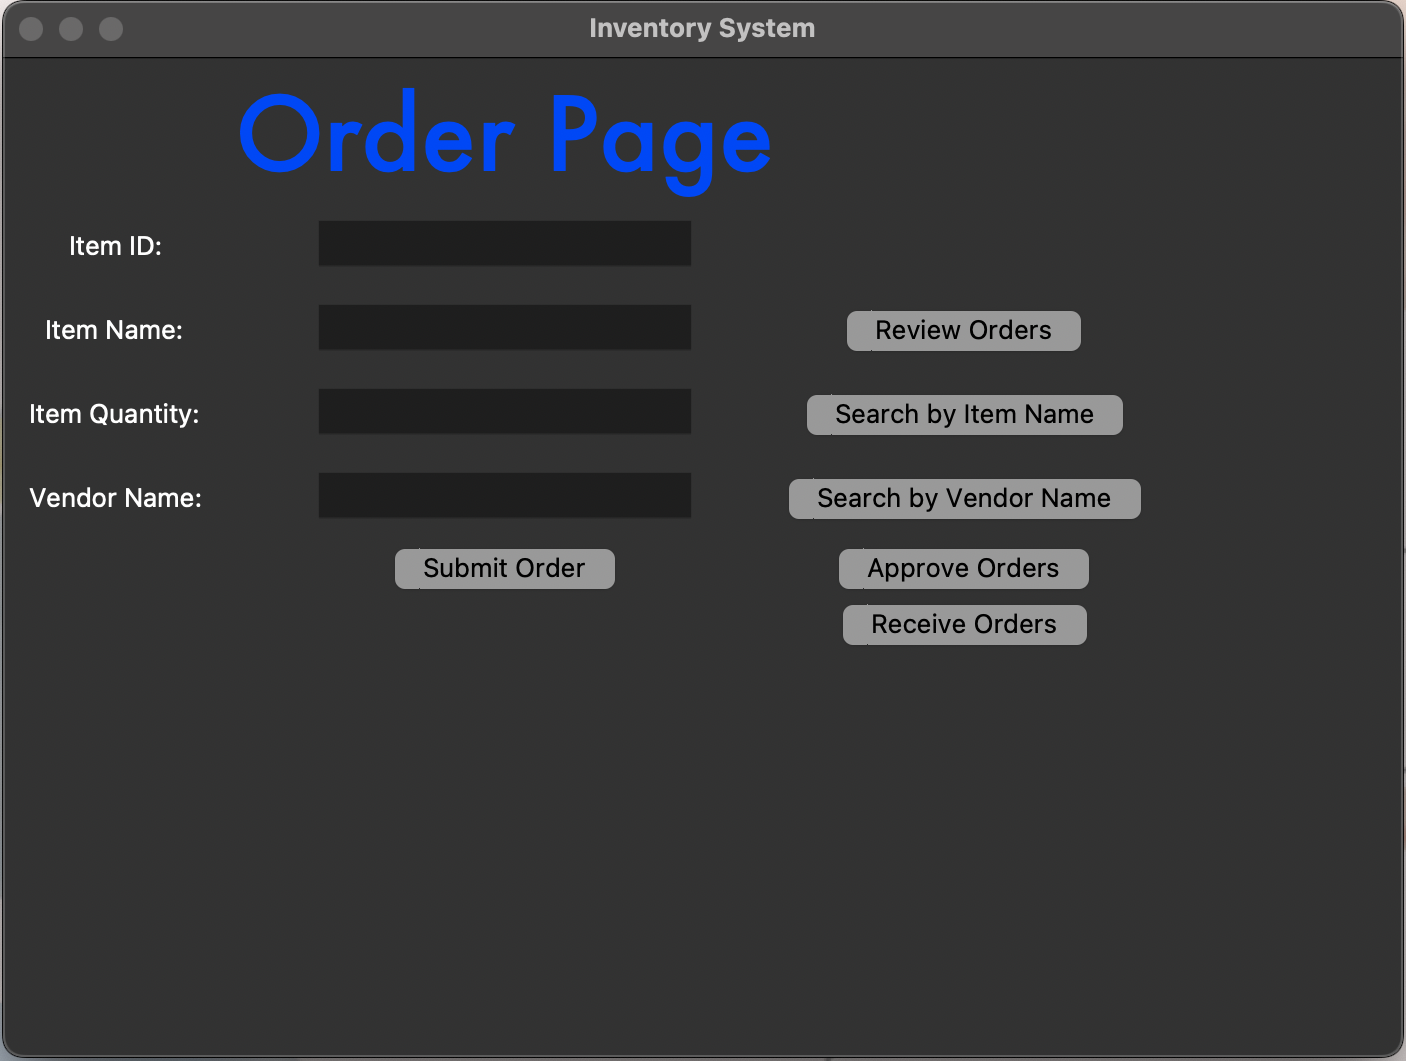 Inventory System
Order Page
Item ID:
Item Name:
Review Orders
Item Quantity:
Search by Item Name
Vendor Name:
Search by Vendor Name
Submit Order
Approve Orders
Receive Orders